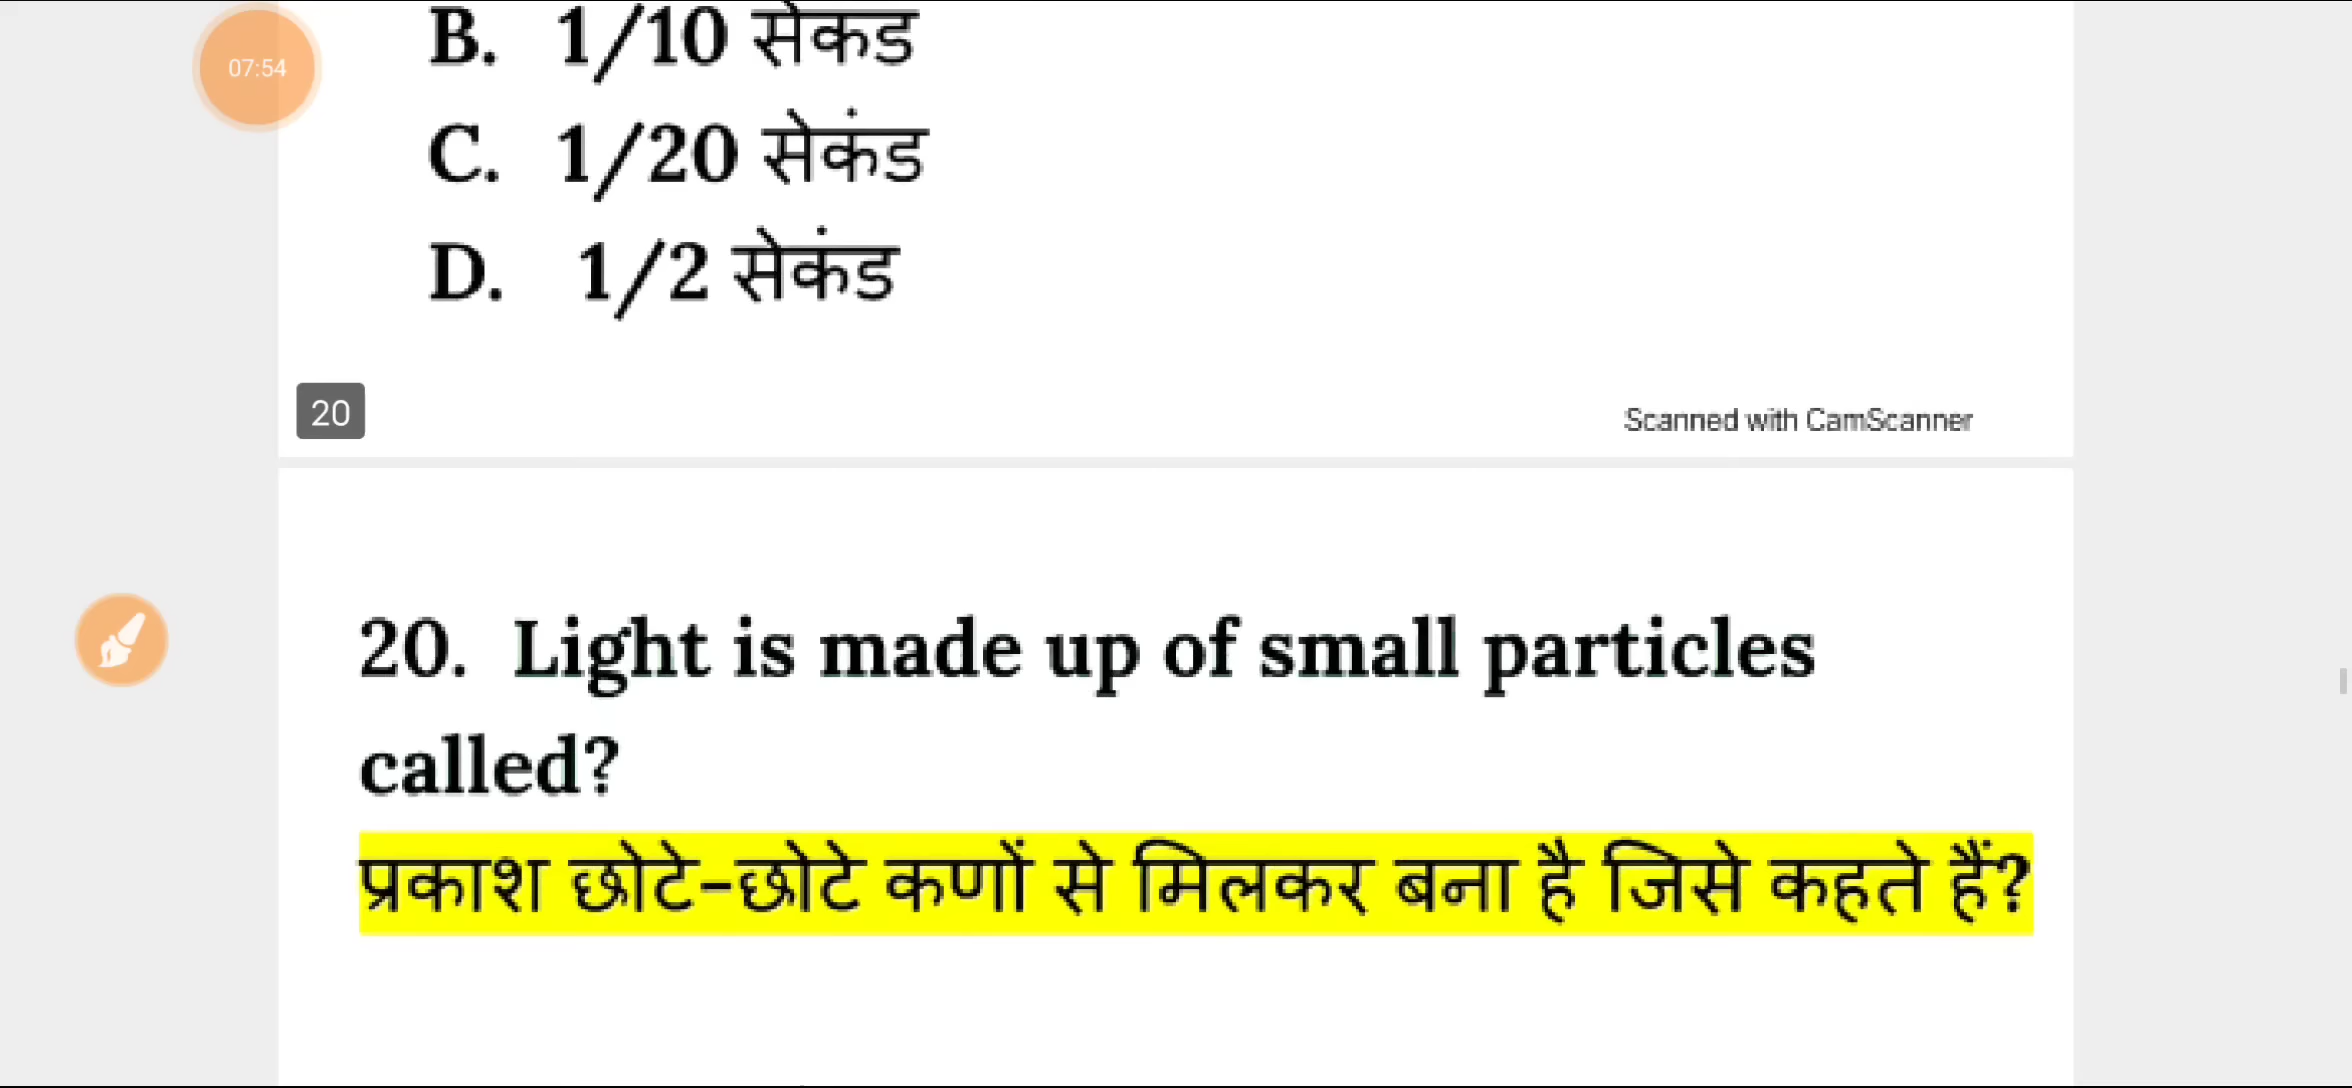 07:54
B. 1/10 सेकंड
C. 1/20 सेकंड
D. 1/2 सेकंड
20
Scanned with CamScanner
20. Light is made up of small particles
called?
प्रकाश छोटे-छोटे कणों से मिलकर बना है जिसे कहते हैं?